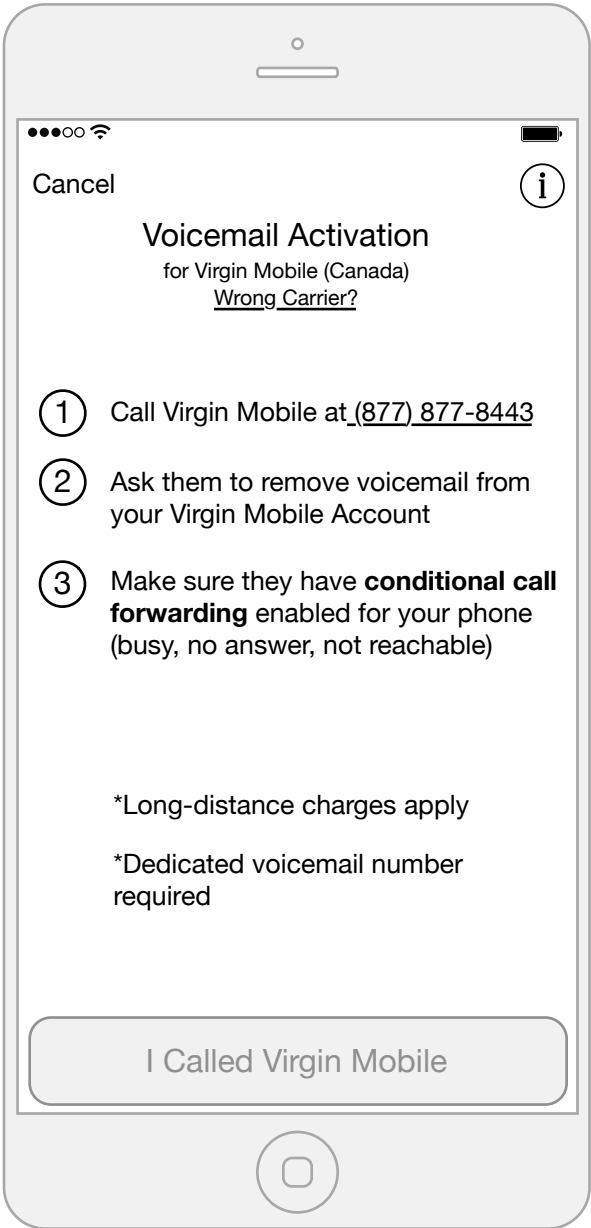 Cancel
i
Voicemail Activation
for Virgin Mobile (Canada)
Wrong Carrier?
1 Call Virgin Mobile at (877) 877-8443
2 Ask them to remove voicemail from
your Virgin Mobile Account
3 Make sure they have conditional call
forwarding enabled for your phone
(busy, no answer, not reachable)
*Long-distance charges apply
*Dedicated voicemail number
required
I Called Virgin Mobile